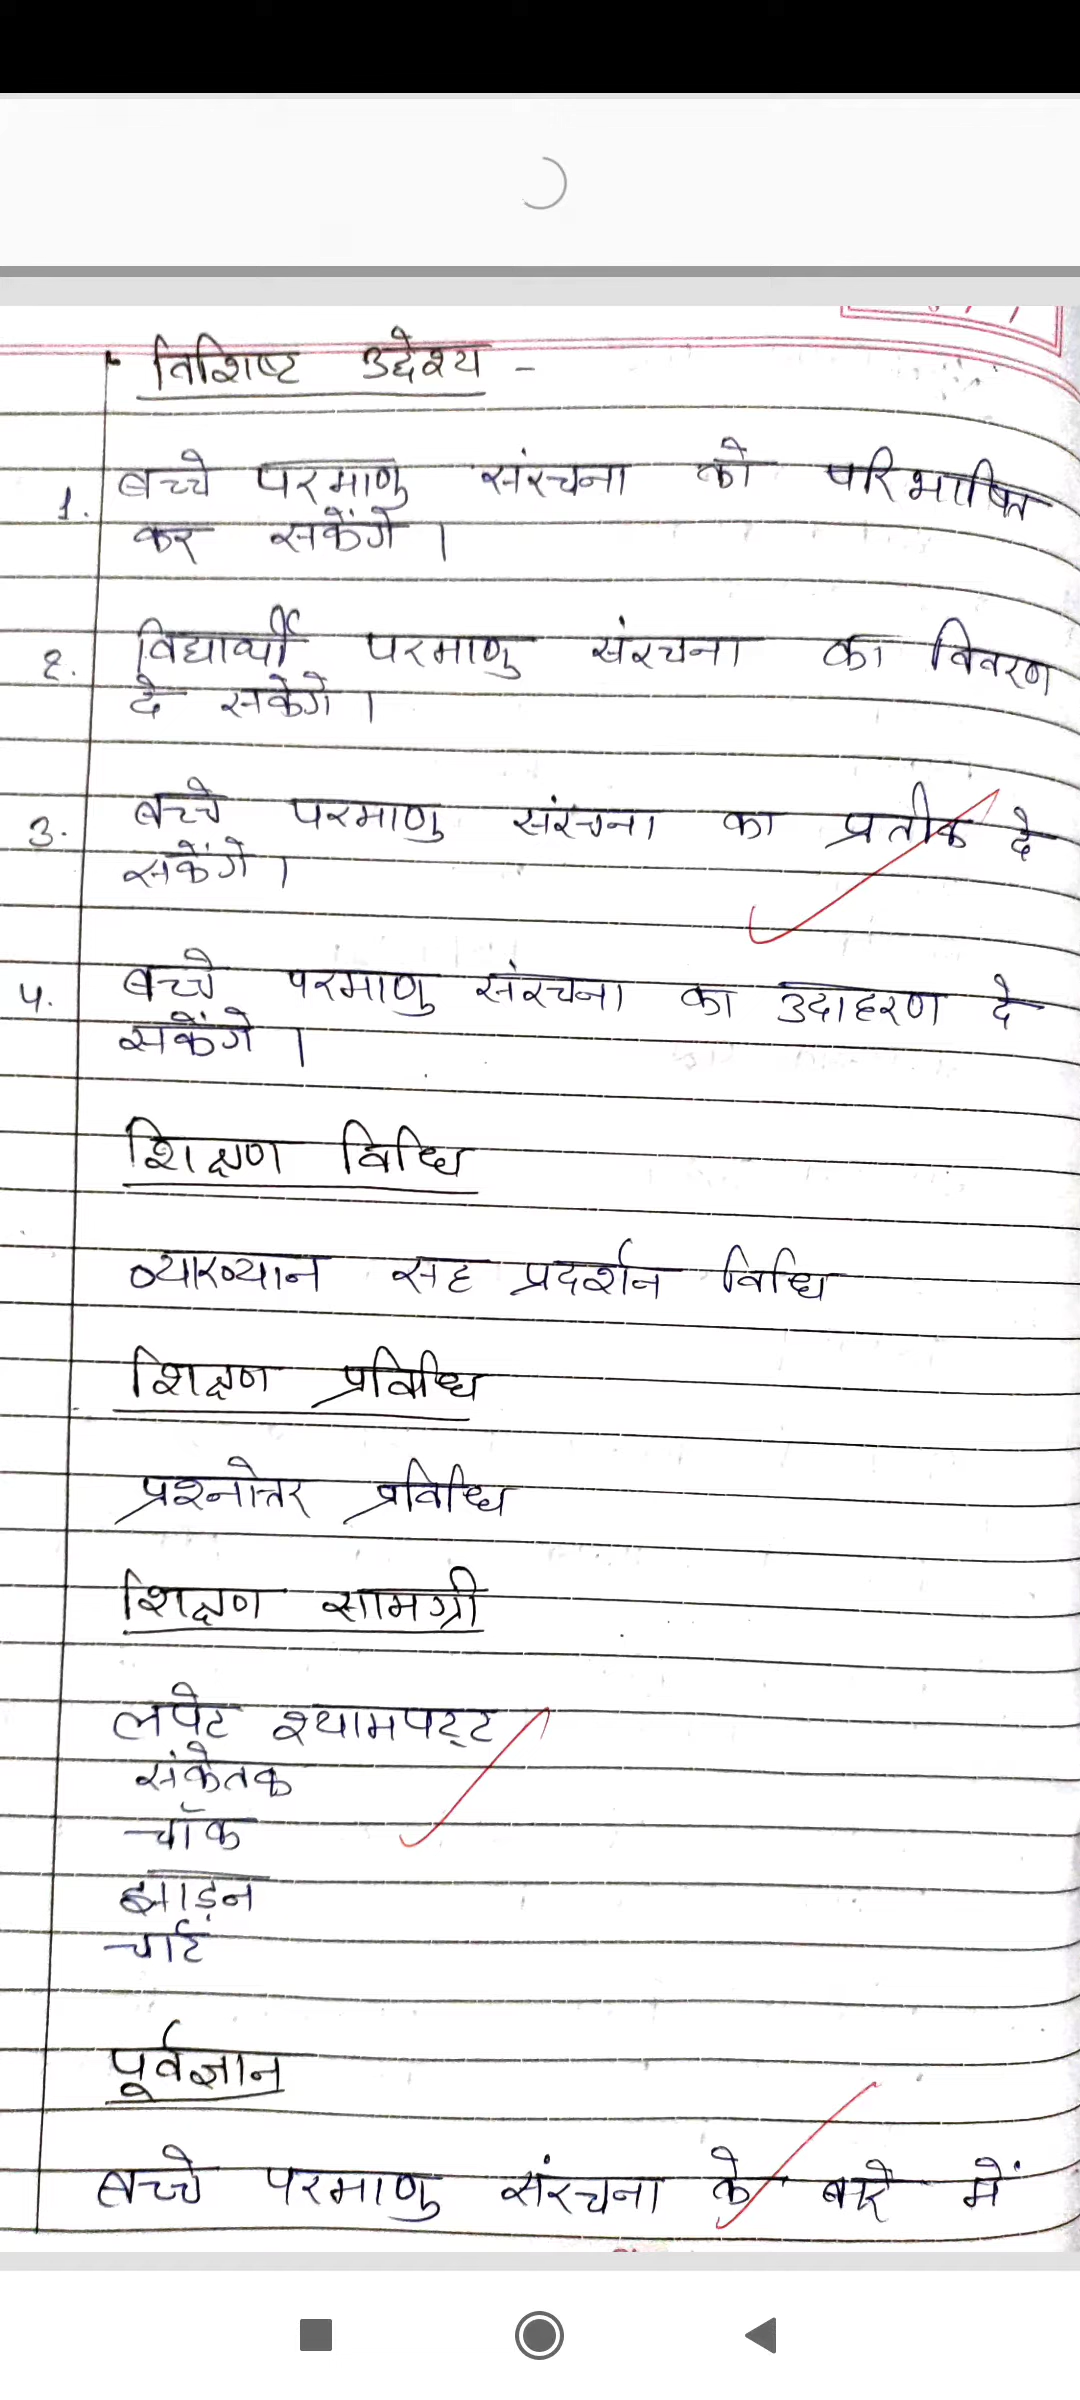 विशिष्ट उद्देश्य -
1. बच्चे परमाणु संरचना को परिभाषित
कर सकेंगे ।
2. विद्यार्थी परमाणु संरचना का विवरण
दे सकेगें ।
3. बच्चे परमाणु संरचना का प्रतीक दे
सकेंगे ।
4. बच्चे परमाणु संरचना का उदाहरण दे
सकेंगे ।
शिक्षण विधि
व्याख्यान सह प्रदर्शन विधि
शिक्षण प्रविधि
प्रश्नोत्तर प्रविधि
शिक्षण सामग्री
लपेट श्यामपट्ट
संकेतक
चॉक
झाड़न
चार्ट
पूर्वज्ञान
बच्चे परमाणु संरचना के बारे में